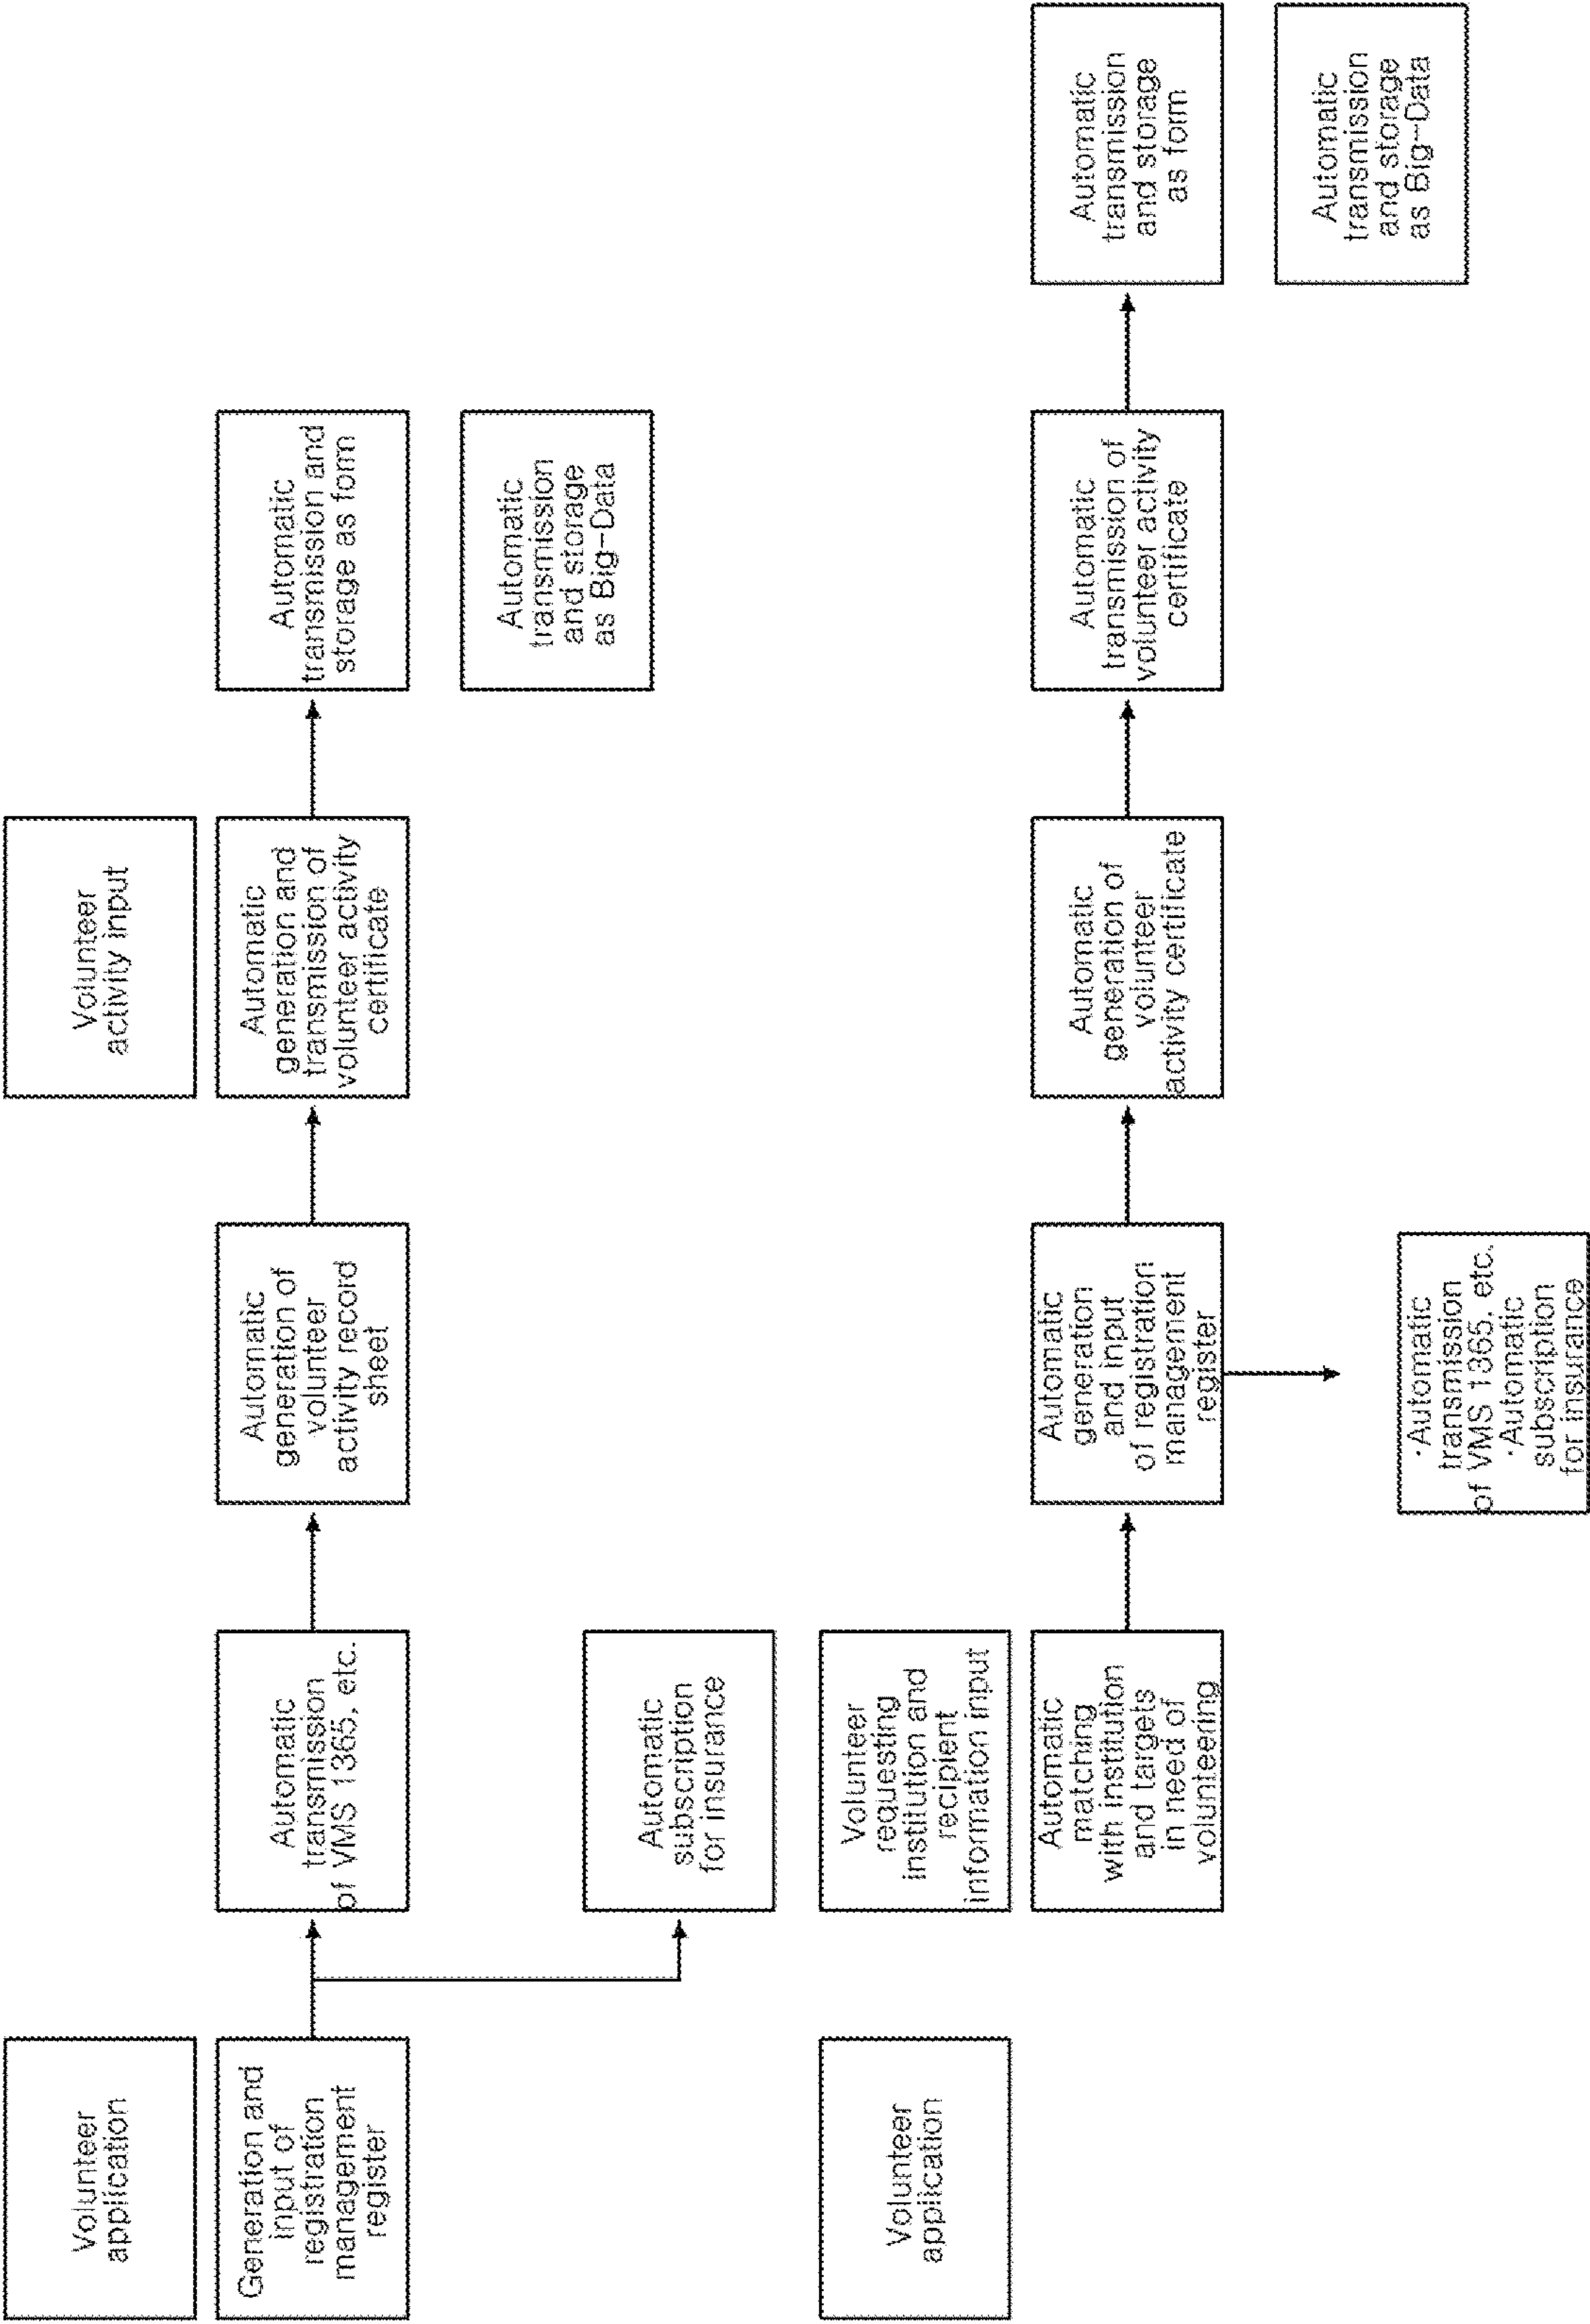 Volunteer
application
Generation and
input of
registration
management
register
Automatic
transmission
of VMS 1365, etc.
Automatic
subscription
for insurance
Automatic
generation of
volunteer
activity record
sheet
Volunteer
activity input
Automatic
generation and
transmission of
volunteer activity
certificate
Automatic
transmission and
storage as form
Automatic
transmission
and storage
as Big-Data
Volunteer
application
Volunteer
requesting
institution and
recipient
information input
Automatic
matching
with institution
and targets
in need of
volunteering
Automatic
generation
and input
of registration
management
register
·Automatic
transmission
of VMS 1365, etc.
·Automatic
subscription
for insurance
Automatic
generation of
volunteer
activity certificate
Automatic
transmission of
volunteer activity
certificate
Automatic
transmission
and storage
as form
Automatic
transmission
and storage
as Big-Data